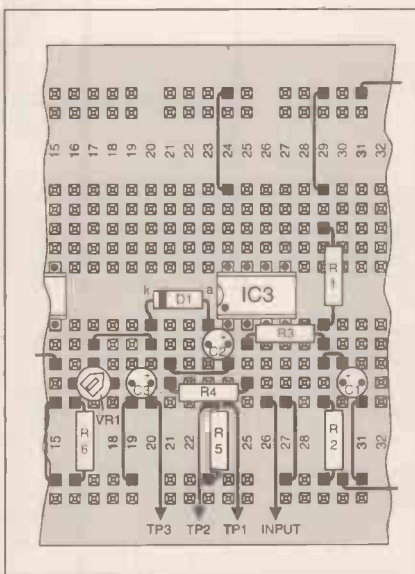 15 16 17 18 19 20 21 22 23 24 25 26 27 28 29 30 31 32
k D1 a IC3
R1
R3
C2
C3 R4 C1
VR1
15 R6 18 19 20 21 22 R5 25 26 27 28 R2 31 32
TP3 TP2 TP1 INPUT